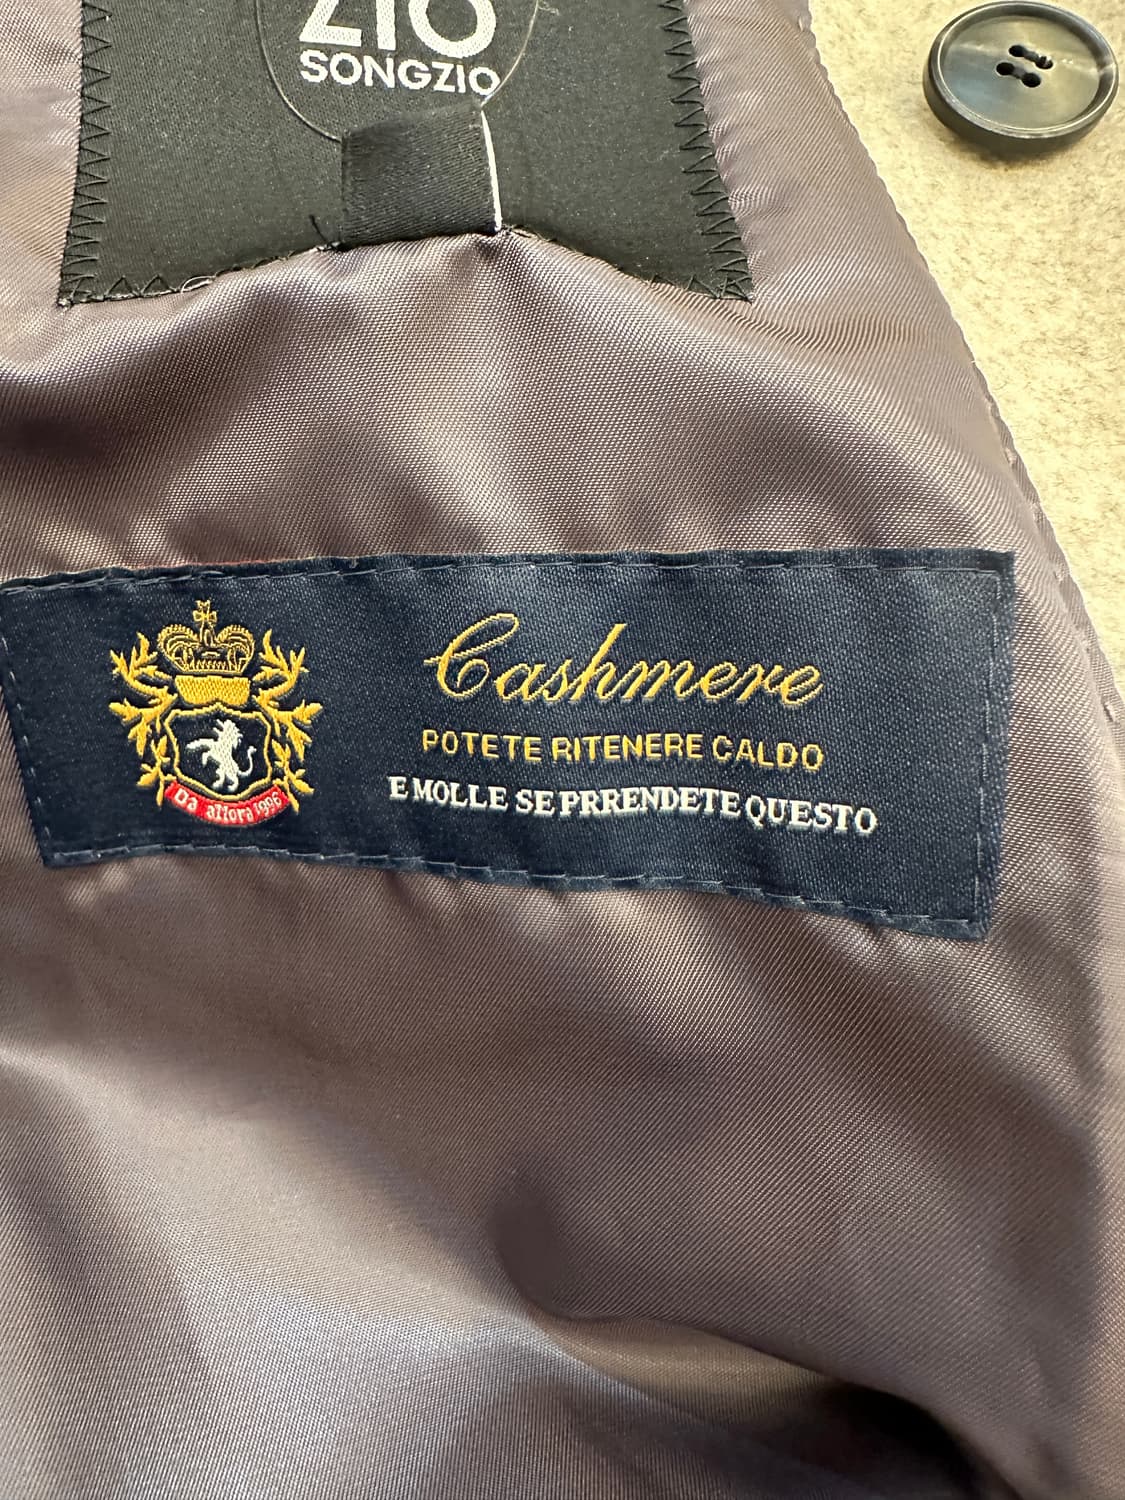 ZIO
SONGZIO
Cashmere
POTETE RITENERE CALDO
E MOLLE SE PRRENDETE QUESTO
Da allora 1996